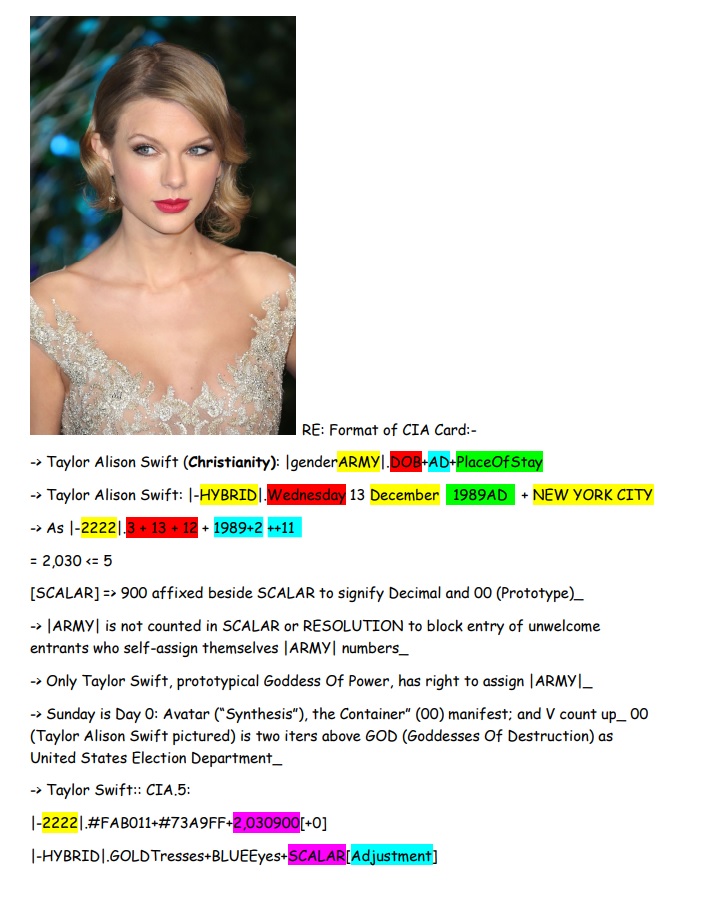 RE: Format of CIA Card:-
-> Taylor Alison Swift (Christianity): |genderARMY|.DOB+AD+PlaceOfStay
-> Taylor Alison Swift: |-HYBRID|.Wednesday 13 December 1989AD + NEW YORK CITY
-> As |-2222|.3 + 13 + 12 + 1989+2 ++11
= 2,030 <= 5
[SCALAR] => 900 affixed beside SCALAR to signify Decimal and 00 (Prototype)_
-> |ARMY| is not counted in SCALAR or RESOLUTION to block entry of unwelcome
entrants who self-assign themselves |ARMY| numbers_
-> Only Taylor Swift, prototypical Goddess Of Power, has right to assign |ARMY|_
-> Sunday is Day 0: Avatar (“Synthesis”), the Container” (00) manifest; and V count up_ 00
(Taylor Alison Swift pictured) is two iters above GOD (Goddesses Of Destruction) as
United States Election Department_
-> Taylor Swift:: CIA.5:
|-2222|.#FAB011+#73A9FF+2,030900[+0]
|-HYBRID|.GOLDTresses+BLUEEyes+SCALAR[Adjustment]